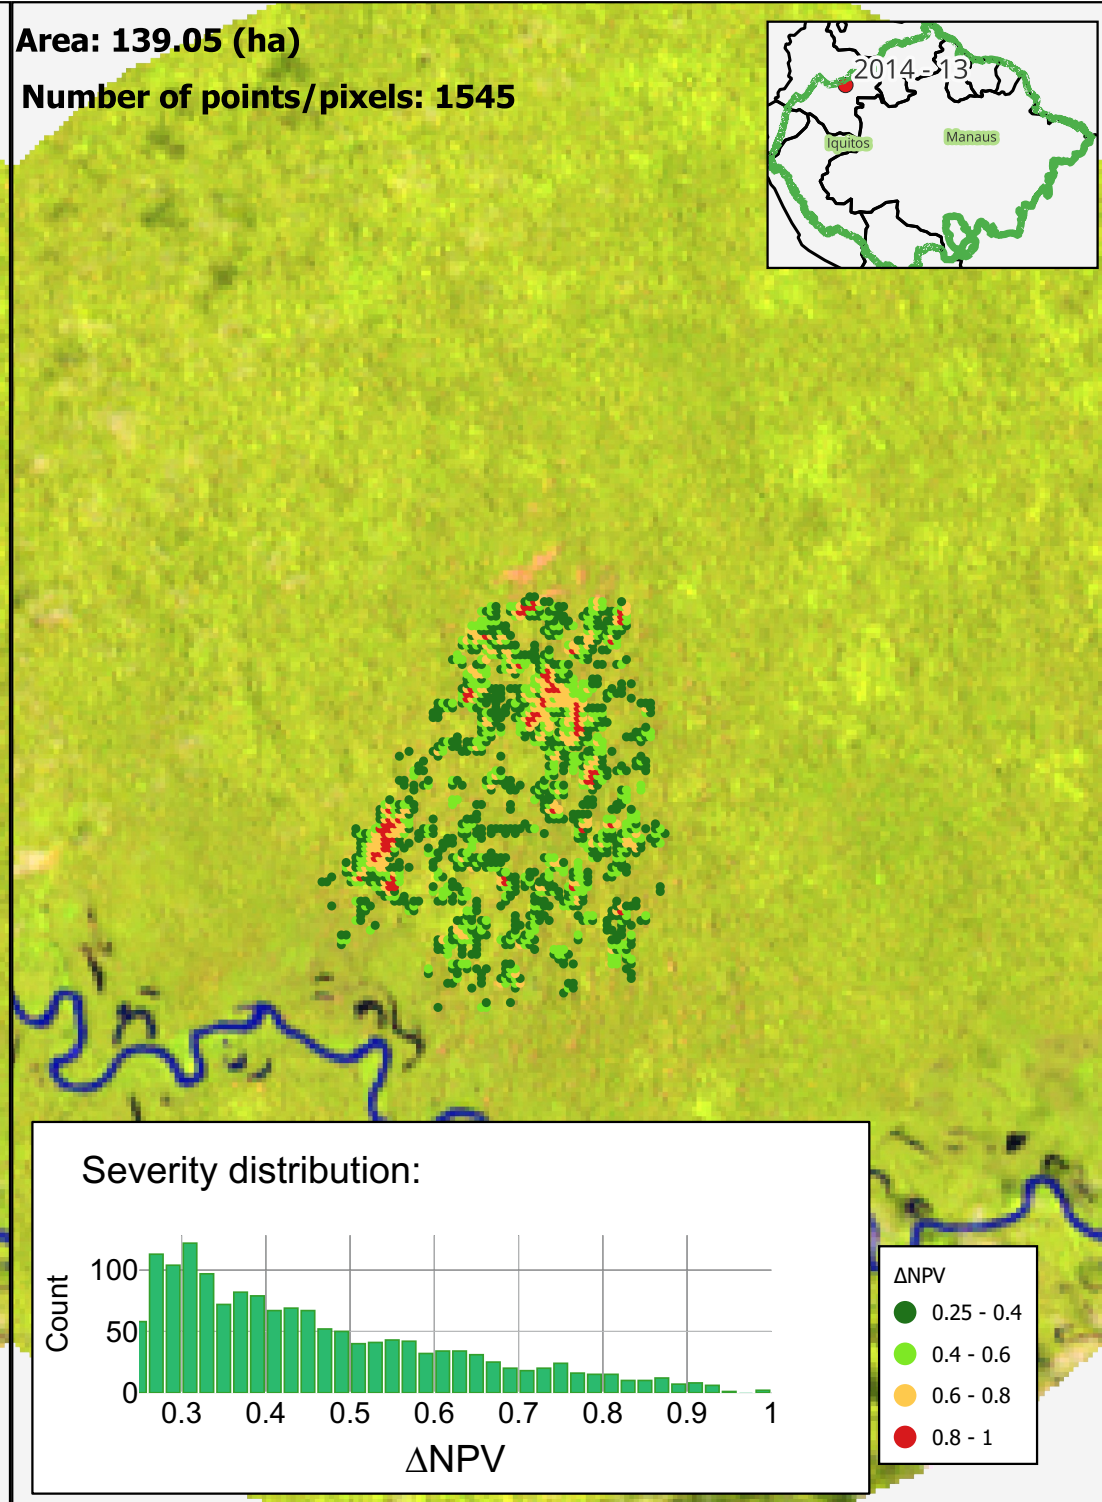 Area: 139.05 (ha)
Number of points/pixels: 1545
2014 - 13
Iquitos
Manaus
Severity distribution:
Count
100
50
0
0.3 0.4 0.5 0.6 0.7 0.8 0.9 1
ΔNPV
ΔNPV
0.25 - 0.4
0.4 - 0.6
0.6 - 0.8
0.8 - 1